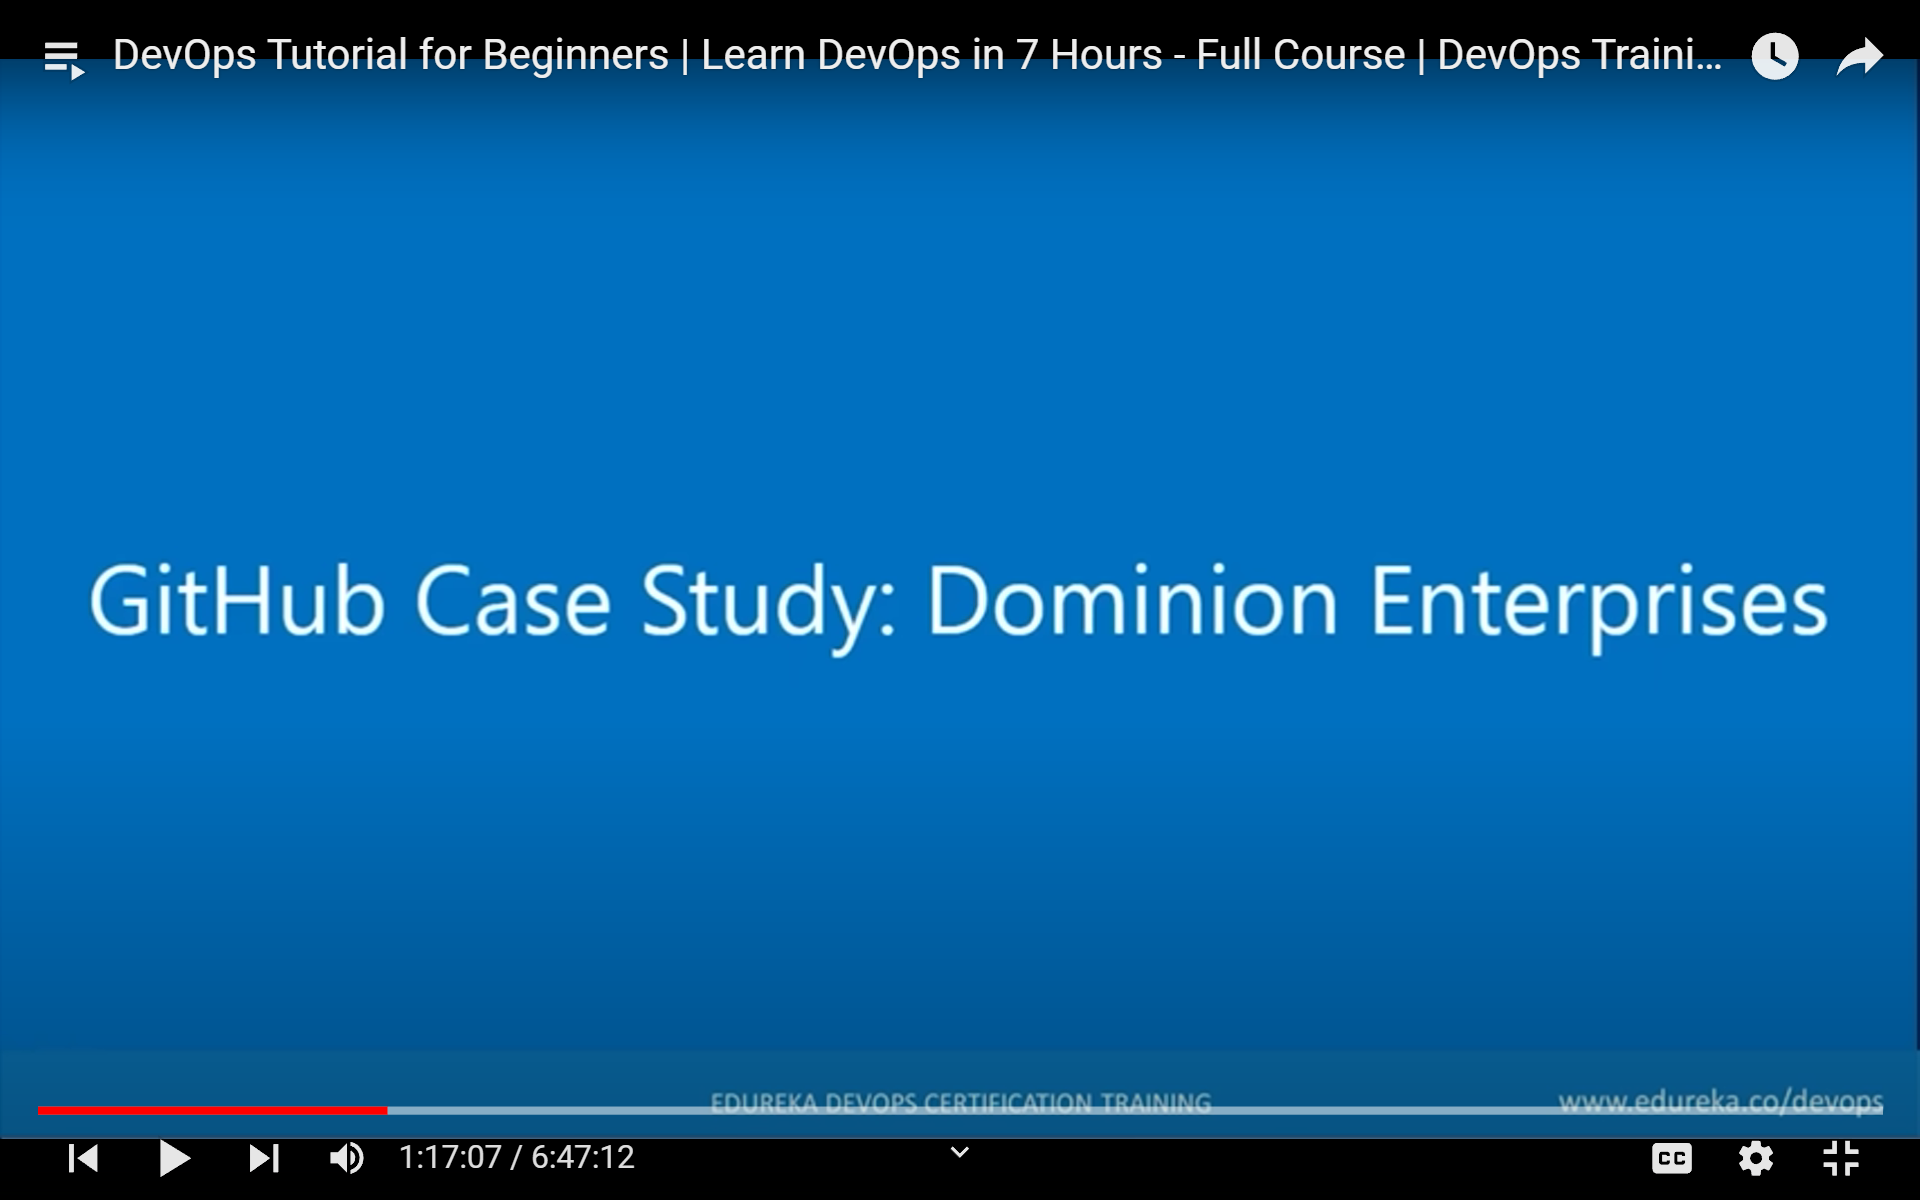 DevOps Tutorial for Beginners | Learn DevOps in 7 Hours - Full Course | DevOps Traini...
GitHub Case Study: Dominion Enterprises
EDUREKA DEVOPS CERTIFICATION TRAINING
www.edureka.co/devops
1:17:07 / 6:47:12
CC